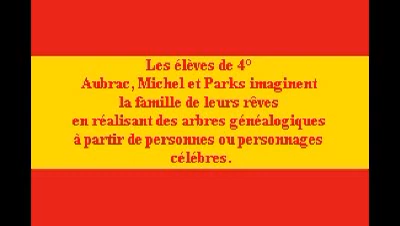 Les élèves de 4°
Aubrac, Michel et Parks imaginent
la famille de leurs rêves
en réalisant des arbres généalogiques
à partir de personnes ou personnages
célébres.